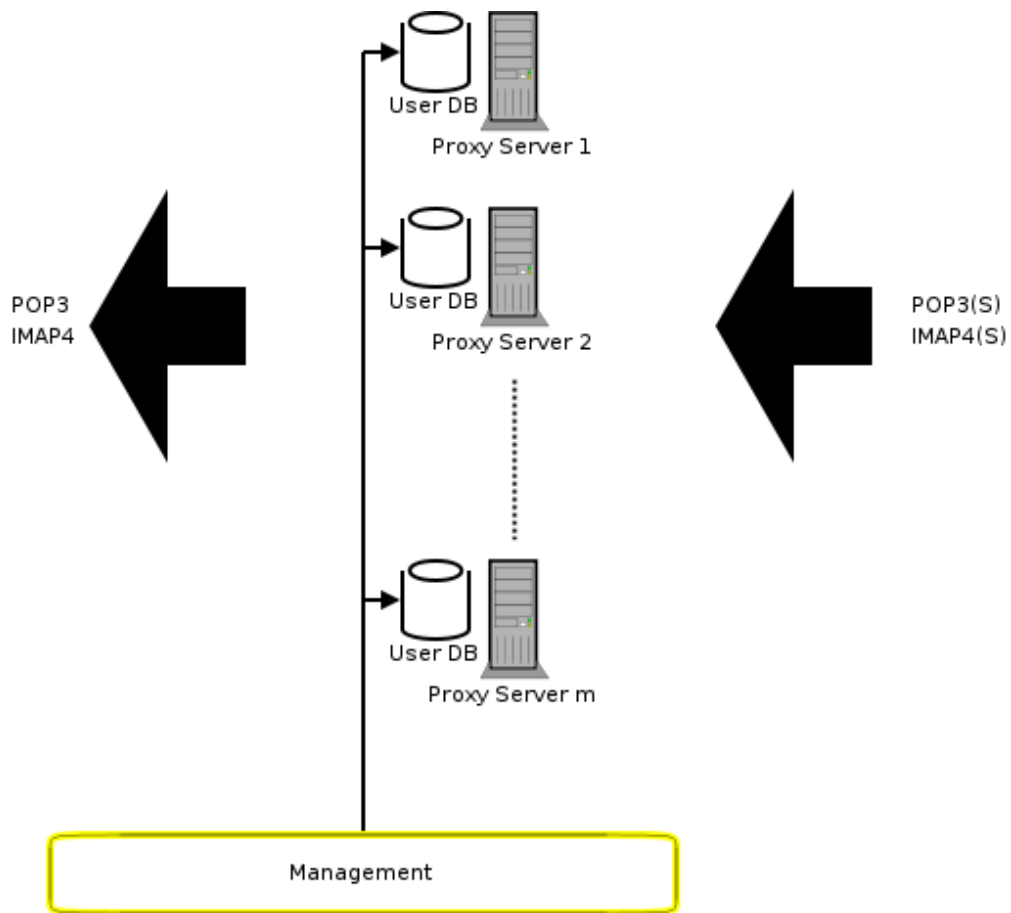 User DB
Proxy Server 1
User DB
Proxy Server 2
POP3
IMAP4
POP3(S)
IMAP4(S)
User DB
Proxy Server m
Management